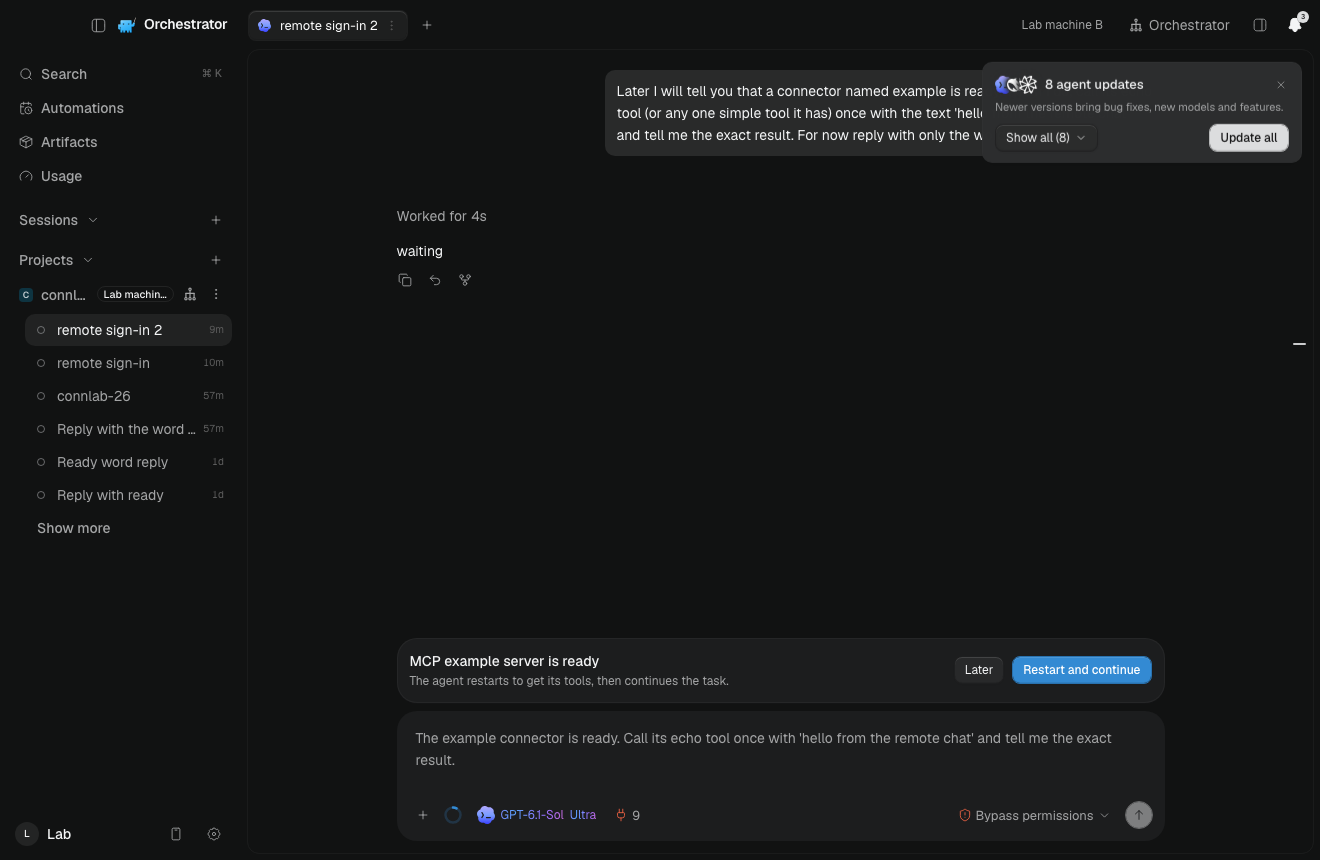 Orchestrator
remote sign-in 2
Lab machine B
Orchestrator
3
Search
⌘ K
Automations
Artifacts
Usage
Sessions
Projects
C
connl...
Lab machin...
remote sign-in 2
9m
remote sign-in
10m
connlab-26
57m
Reply with the word ...
57m
Ready word reply
1d
Reply with ready
1d
Show more
L
Lab
Later I will tell you that a connector named example is rea
tool (or any one simple tool it has) once with the text 'hello
and tell me the exact result. For now reply with only the w
8 agent updates
Newer versions bring bug fixes, new models and features.
Show all (8)
Update all
Worked for 4s
waiting
MCP example server is ready
The agent restarts to get its tools, then continues the task.
Later
Restart and continue
The example connector is ready. Call its echo tool once with 'hello from the remote chat' and tell me the exact
result.
GPT-6.1-Sol Ultra
9
Bypass permissions